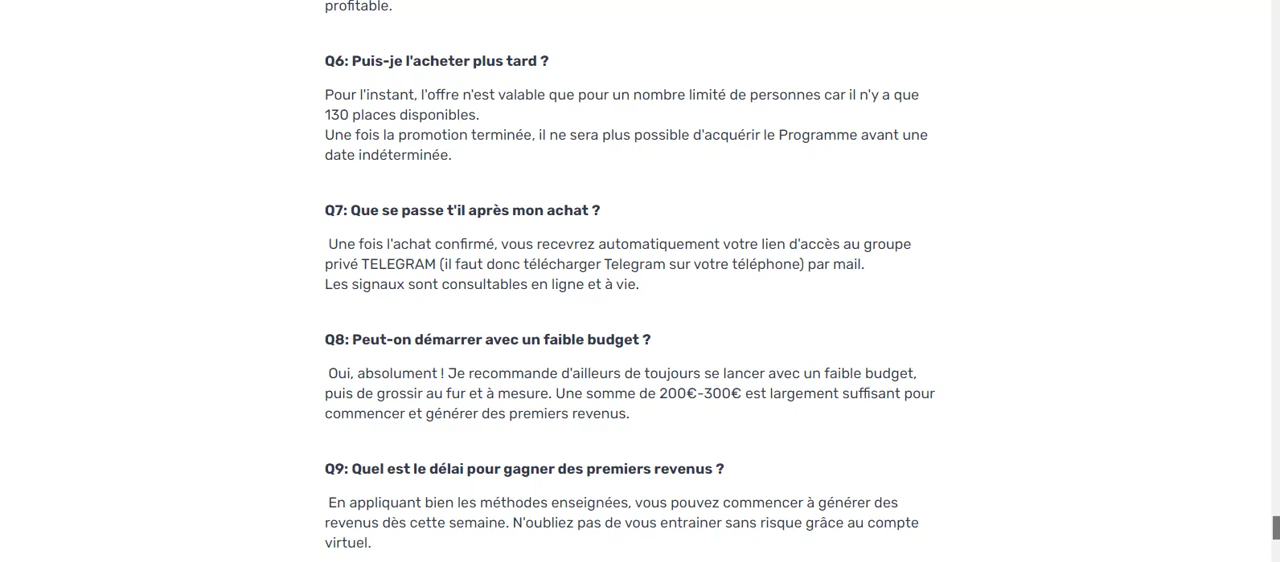 profitable.
Q6: Puis-je l'acheter plus tard ?
Pour l'instant, l'offre n'est valable que pour un nombre limité de personnes car il n'y a que
130 places disponibles.
Une fois la promotion terminée, il ne sera plus possible d'acquérir le Programme avant une
date indéterminée.
Q7: Que se passe t'il après mon achat ?
Une fois l'achat confirmé, vous recevrez automatiquement votre lien d'accès au groupe
privé TELEGRAM (il faut donc télécharger Telegram sur votre téléphone) par mail.
Les signaux sont consultables en ligne et à vie.
Q8: Peut-on démarrer avec un faible budget ?
Oui, absolument ! Je recommande d'ailleurs de toujours se lancer avec un faible budget,
puis de grossir au fur et à mesure. Une somme de 200€-300€ est largement suffisant pour
commencer et générer des premiers revenus.
Q9: Quel est le délai pour gagner des premiers revenus ?
En appliquant bien les méthodes enseignées, vous pouvez commencer à générer des
revenus dès cette semaine. N'oubliez pas de vous entrainer sans risque grâce au compte
virtuel.